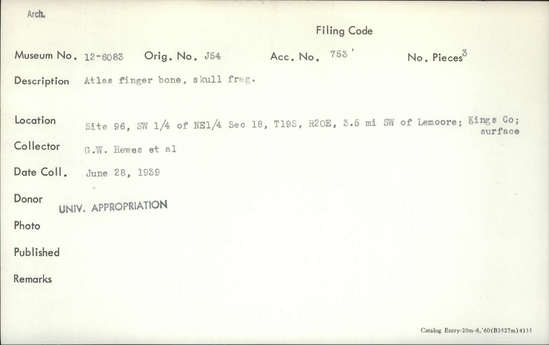 Arch.
Filing Code
Museum No. 12-6083 Orig. No. J54 Acc. No. 753 No. Pieces 3
Description Atlas finger bone, skull frag.
Location Site 96, SW 1/4 of NE1/4 Sec 18, T19S, R20E, 3.5 mi SW of Lemoore; Kings Co;
surface
Collector G.W. Hewes et al
Date Coll. June 28, 1939
Donor UNIV. APPROPRIATION
Photo
Published
Remarks